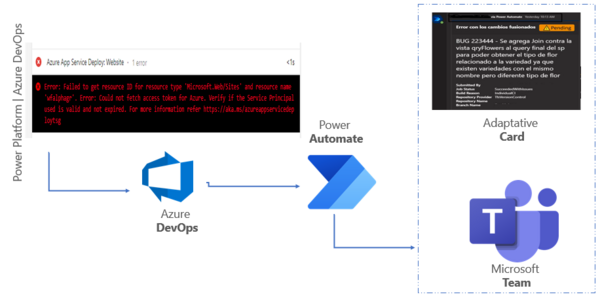 Power Platform | Azure DevOps
Azure App Service Deploy: Website • 1 error
<1s
Error: Failed to get resource ID for resource type 'Microsoft.Web/Sites' and resource name
Error: Could not fetch access token for Azure. Verify if the Service Principal
used is valid and not expired. For more information refer https://aka.ms/azureappservicedep
loytsg
Azure
DevOps
Power
Automate
Error con los cambios fusionados
Pending
BUG 223444 - Se agrega Join contra la
vista qryFlowers al query final del sp
para poder obtener el tipo de flor
relacionado a la variedad ya que
existen variedades con el mismo
nombre pero diferente tipo de flor
Submitted By
Job Status
Build Reason
Repository Provider
Repository Name
Branch Name
Adaptative
Card
Microsoft
Team